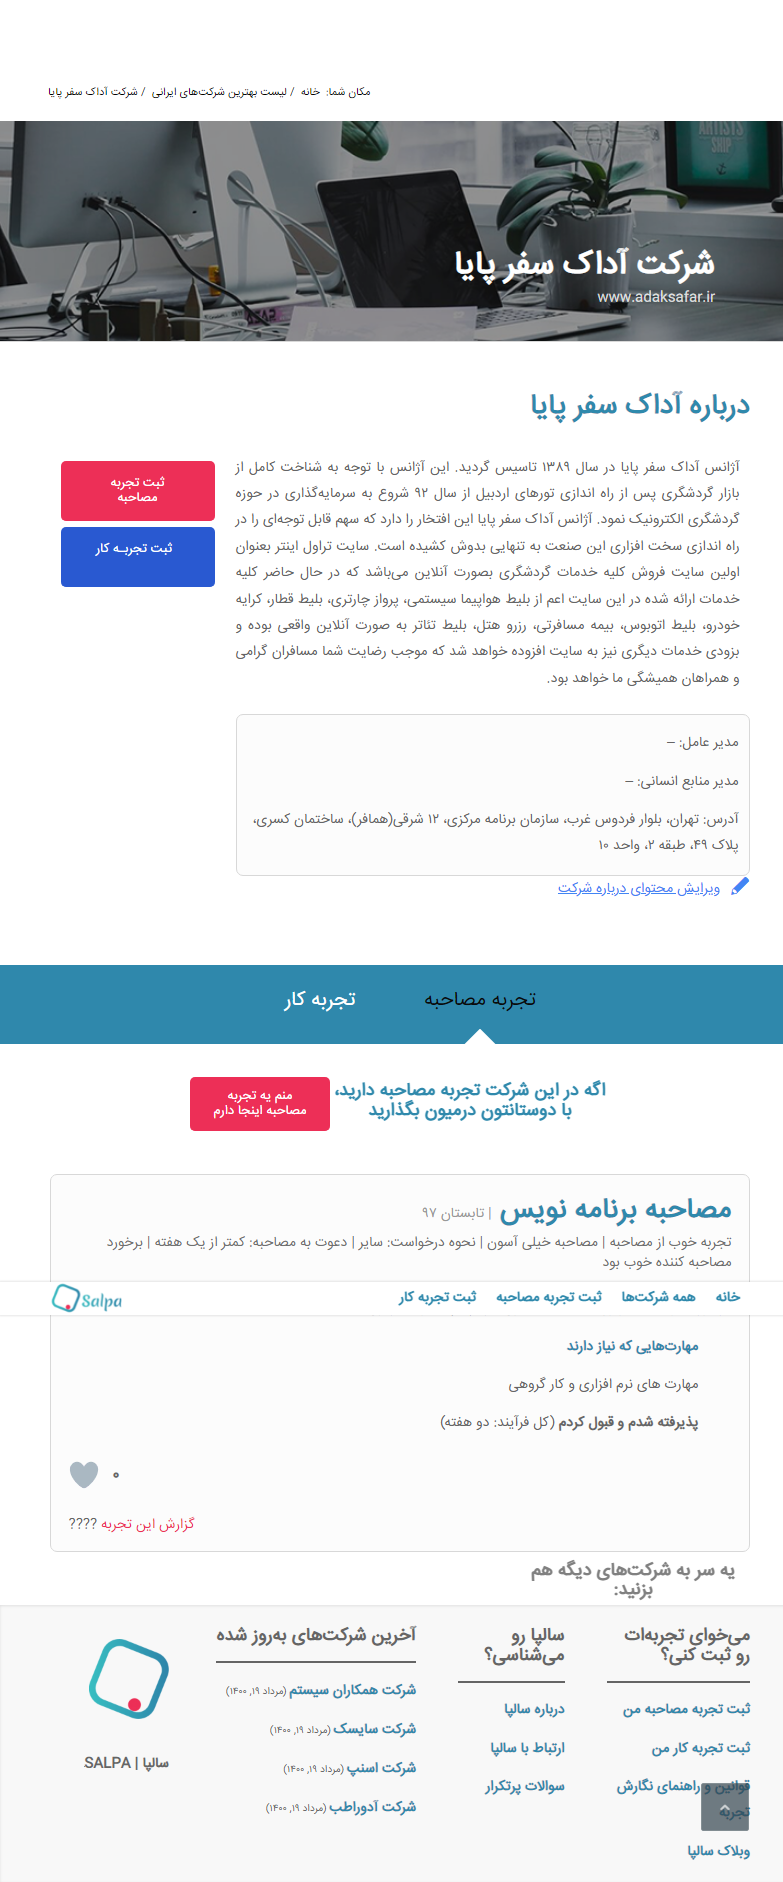 مکان شما: خانه / لیست بهترین شرکت‌های ایرانی / شرکت آداک سفر پایا
ARTISTS
SHIP
شرکت آداک سفر پایا
www.adaksafar.ir
درباره آداک سفر پایا
آژانس آداک سفر پایا در سال ۱۳۸۹ تاسیس گردید. این آژانس با توجه به شناخت کامل از
بازار گردشگری پس از راه اندازی تورهای اردبیل از سال ۹۲ شروع به سرمایه‌گذاری در حوزه
گردشگری الکترونیک نمود. آژانس آداک سفر پایا این افتخار را دارد که سهم قابل توجه‌ای را در
راه اندازی سخت افزاری این صنعت به تنهایی بدوش کشیده است. سایت تراول اینتر بعنوان
اولین سایت فروش کلیه خدمات گردشگری بصورت آنلاین می‌باشد که در حال حاضر کلیه
خدمات ارائه شده در این سایت اعم از بلیط هواپیما سیستمی، پرواز چارتری، بلیط قطار، کرایه
خودرو، بلیط اتوبوس، بیمه مسافرتی، رزرو هتل، بلیط تئاتر به صورت آنلاین واقعی بوده و
بزودی خدمات دیگری نیز به سایت افزوده خواهد شد که موجب رضایت شما مسافران گرامی
و همراهان همیشگی ما خواهد بود.
ثبت تجربه
مصاحبه
ثبت تجربـه کار
مدیر عامل: –
مدیر منابع انسانی: –
آدرس: تهران، بلوار فردوس غرب، سازمان برنامه مرکزی، ۱۲ شرقی(همافر)، ساختمان کسری،
پلاک ۴۹، طبقه ۲، واحد ۱۰
ویرایش محتوای درباره شرکت
تجربه مصاحبه
تجربه کار
اگه در این شرکت تجربه مصاحبه دارید،
با دوستانتون درمیون بگذارید
منم یه تجربه
مصاحبه اینجا دارم
مصاحبه برنامه نویس | تابستان ۹۷
تجربه خوب از مصاحبه | مصاحبه خیلی آسون | نحوه درخواست: سایر | دعوت به مصاحبه: کمتر از یک هفته | برخورد
مصاحبه کننده خوب بود
خانه همه شرکت‌ها ثبت تجربه مصاحبه ثبت تجربه کار
Salpa
مهارت‌هایی که نیاز دارند
مهارت های نرم افزاری و کار گروهی
پذیرفته شدم و قبول کردم (کل فرآیند: دو هفته)
۰
گزارش این تجربه ????
یه سر به شرکت‌های دیگه هم
بزنید:
می‌خوای تجربه‌ات
رو ثبت کنی؟
ثبت تجربه مصاحبه من
ثبت تجربه کار من
قوانین و راهنمای نگارش
تجربه
وبلاگ سالپا
سالپا رو
می‌شناسی؟
درباره سالپا
ارتباط با سالپا
سوالات پرتکرار
آخرین شرکت‌های به‌روز شده
شرکت همکاران سیستم (مرداد ۱۹, ۱۴۰۰)
شرکت سایسک (مرداد ۱۹, ۱۴۰۰)
شرکت اسنپ (مرداد ۱۹, ۱۴۰۰)
شرکت آدوراطب (مرداد ۱۹, ۱۴۰۰)
سالپا | SALPA